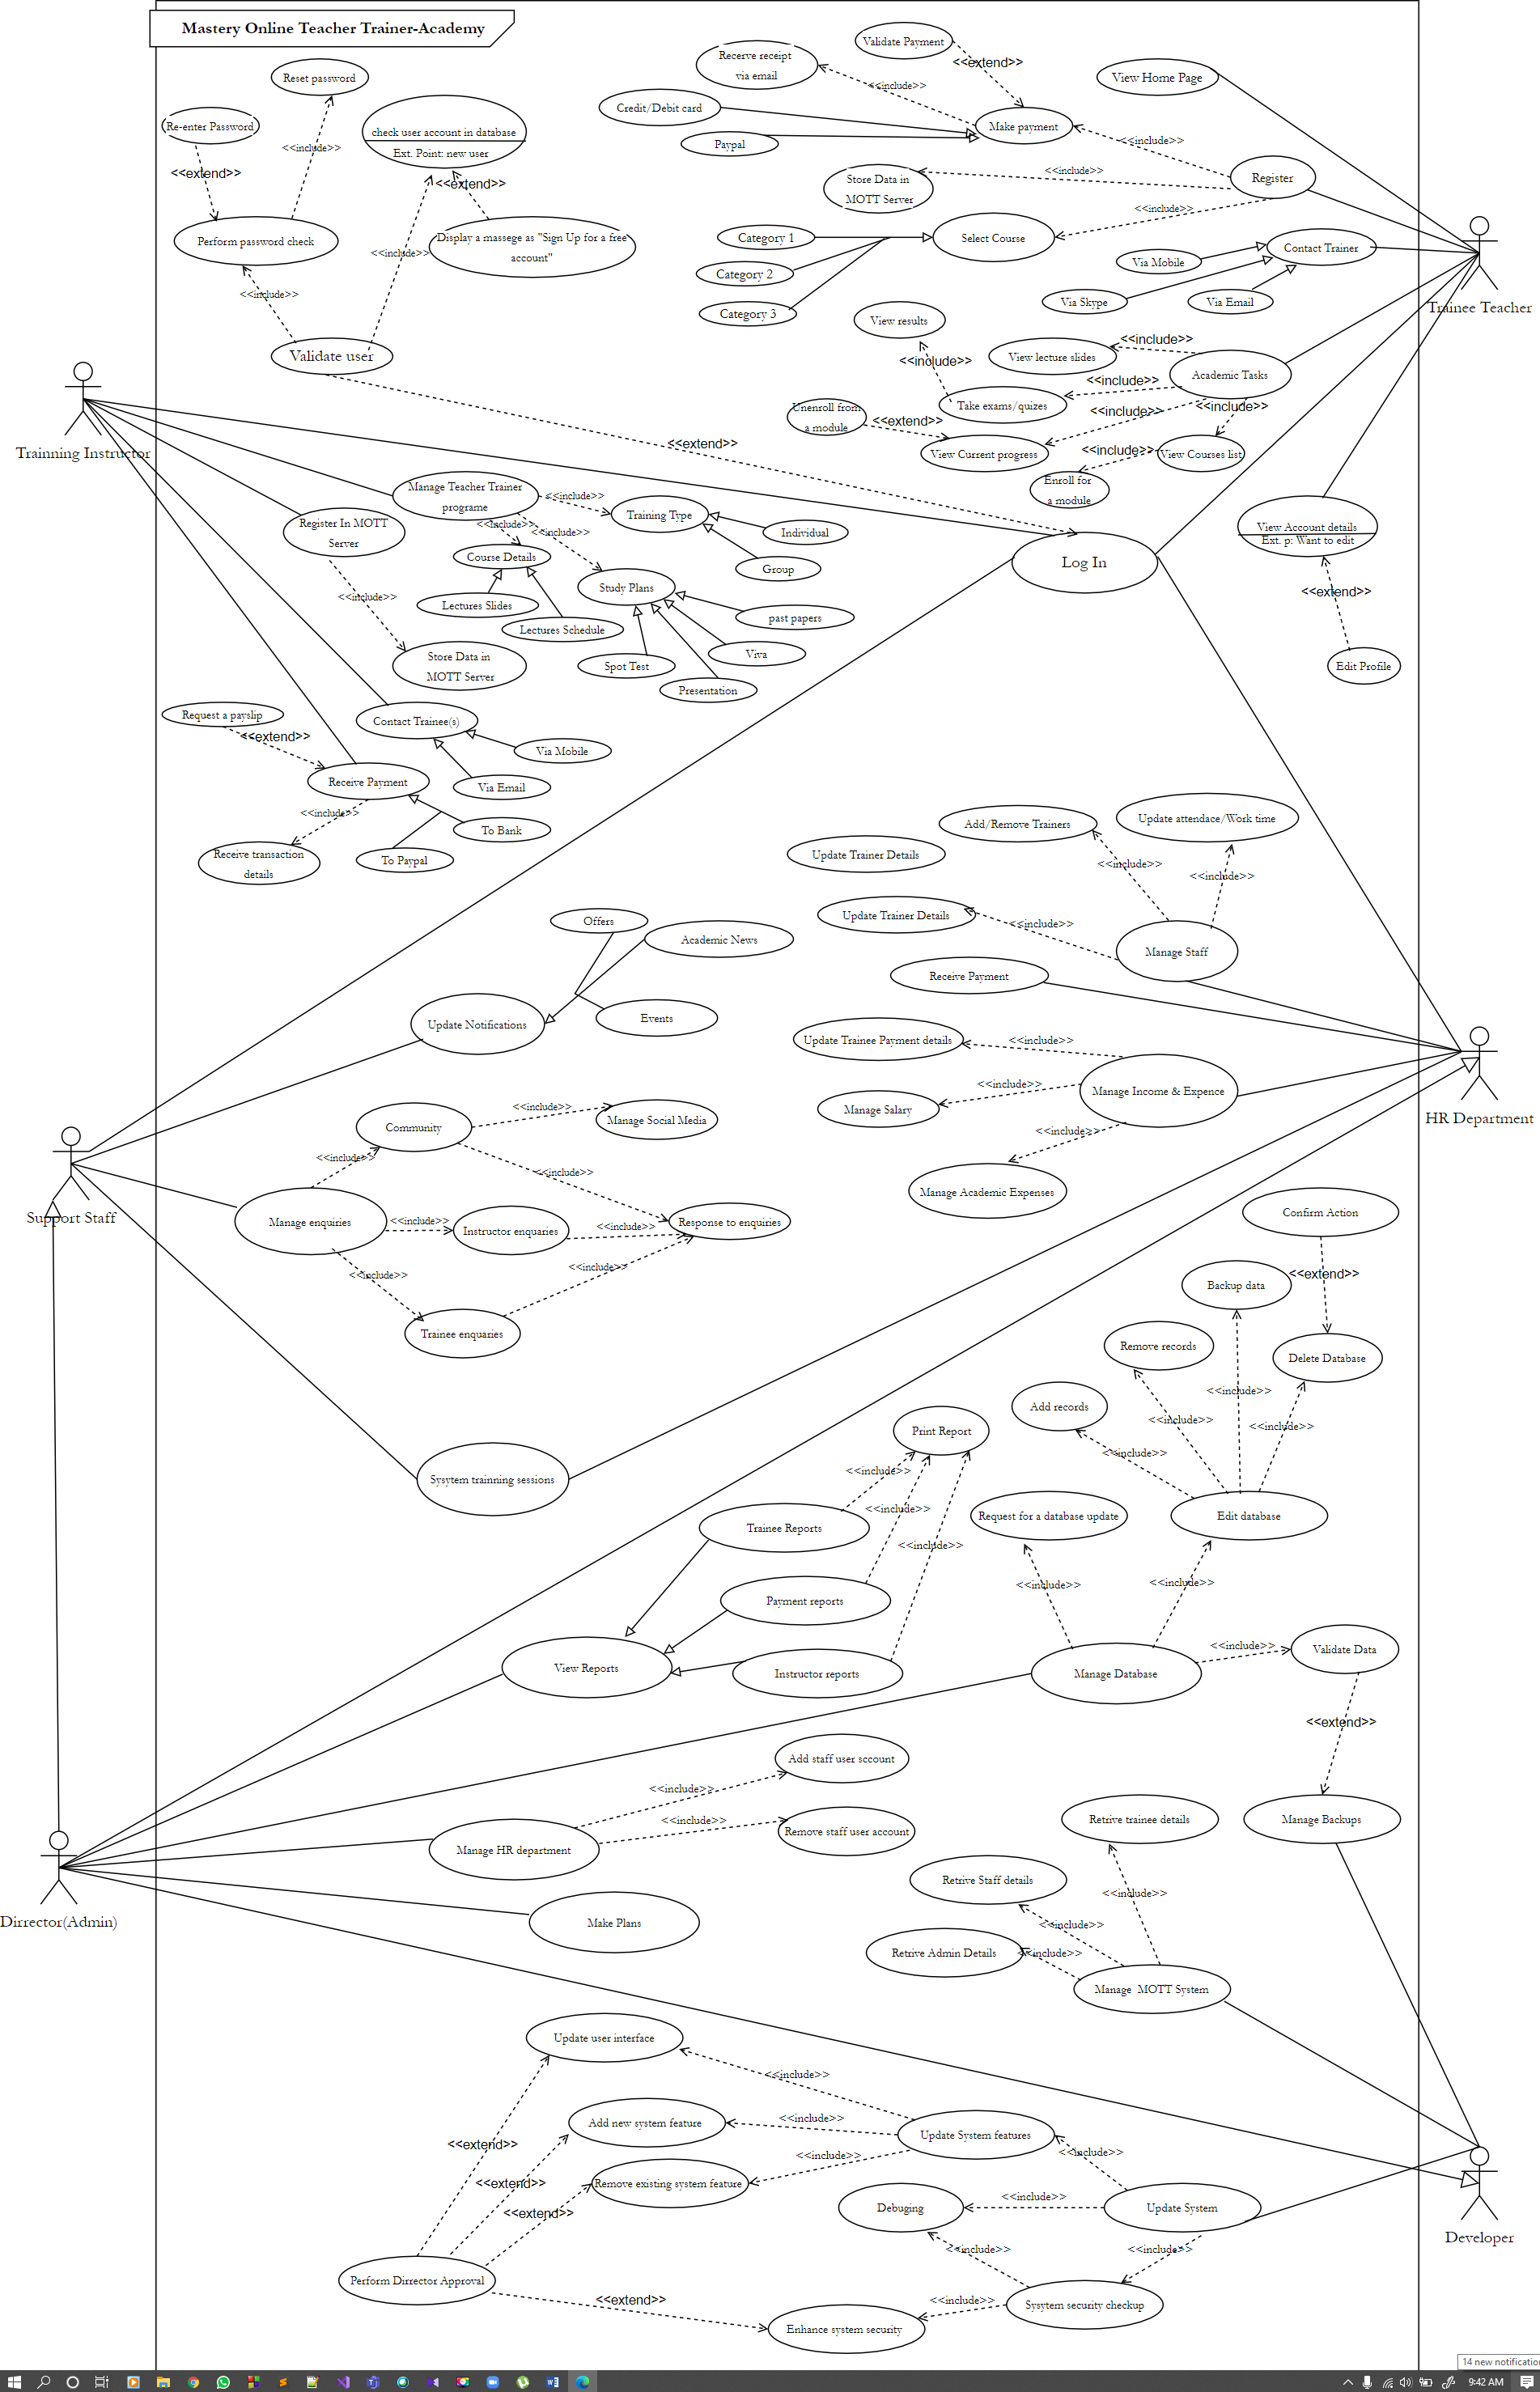 Mastery Online Teacher Trainer-Academy
Validate Payment
<<extend>>
Recerve receipt
via email
<<include>>
View Home Page
Reset password
Credit/Debit card
Make payment
Re-enter Password
check user account in database
Ext. Point: new user
Paypal
<<include>>
<<include>>
<<extend>>
<<extend>>
Store Data in
MOTT Server
<<include>>
Register
<<include>>
Perform password check
Display a massege as "Sign Up for a free
account"
<<include>>
<<include>>
Category 1
Category 2
Category 3
Select Course
Contact Trainer
Via Mobile
Via Skype
Via Email
Trainee Teacher
View results
<<include>>
View lecture slides
<<include>>
Academic Tasks
<<include>>
Validate user
Take exams/quizes
<<include>>
<<include>>
Unenroll from
a module
<<extend>>
<<extend>>
View Current progress
<<include>>
View Courses list
Enroll for
a module
Trainning Instructor
Manage Teacher Trainer
programe
<<include>>
Training Type
Individual
Group
<<include>>
<<include>>
Register In MOTT
Server
Course Details
Study Plans
Log In
View Account details
Ext. p: Want to edit
<<extend>>
Edit Profile
<<include>>
Lectures Slides
Lectures Schedule
past papers
Viva
Spot Test
Presentation
Store Data in
MOTT Server
Request a payslip
<<extend>>
Contact Trainee(s)
Via Mobile
Via Email
Receive Payment
<<include>>
To Bank
To Paypal
Receive transaction
details
Add/Remove Trainers
Update attendace/Work time
Update Trainer Details
<<include>>
<<include>>
Update Trainer Details
<<include>>
Manage Staff
Offers
Academic News
Receive Payment
Update Notifications
Events
Update Trainee Payment details
<<include>>
<<include>>
Manage Income & Expence
Manage Salary
<<include>>
HR Department
Community
<<include>>
Manage Social Media
<<include>>
<<include>>
Manage Academic Expenses
Support Staff
Manage enquiries
<<include>>
Instructor enquaries
<<include>>
Response to enquiries
<<include>>
<<include>>
Trainee enquaries
Confirm Action
<<extend>>
Backup data
Remove records
Delete Database
Add records
<<include>>
<<include>>
<<include>>
<<include>>
Print Report
<<include>>
<<include>>
<<include>>
Sysytem trainning sessions
Trainee Reports
Request for a database update
Edit database
<<include>>
<<include>>
Payment reports
View Reports
Instructor reports
Manage Database
<<include>>
Validate Data
<<extend>>
Add staff user sccount
<<include>>
<<include>>
Manage HR department
Remove staff user account
Retrive trainee details
Manage Backups
Retrive Staff details
<<include>>
<<include>>
<<include>>
Dirrector(Admin)
Make Plans
Retrive Admin Details
Manage  MOTT System
Update user interface
<<include>>
Add new system feature
<<include>>
Update System features
<<extend>>
<<include>>
<<include>>
<<extend>>
Remove existing system feature
<<extend>>
Debuging
<<include>>
Update System
Developer
<<include>>
<<include>>
Perform Dirrector Approval
<<extend>>
<<include>>
Sysytem security checkup
Enhance system security
14 new notification
9:42 AM